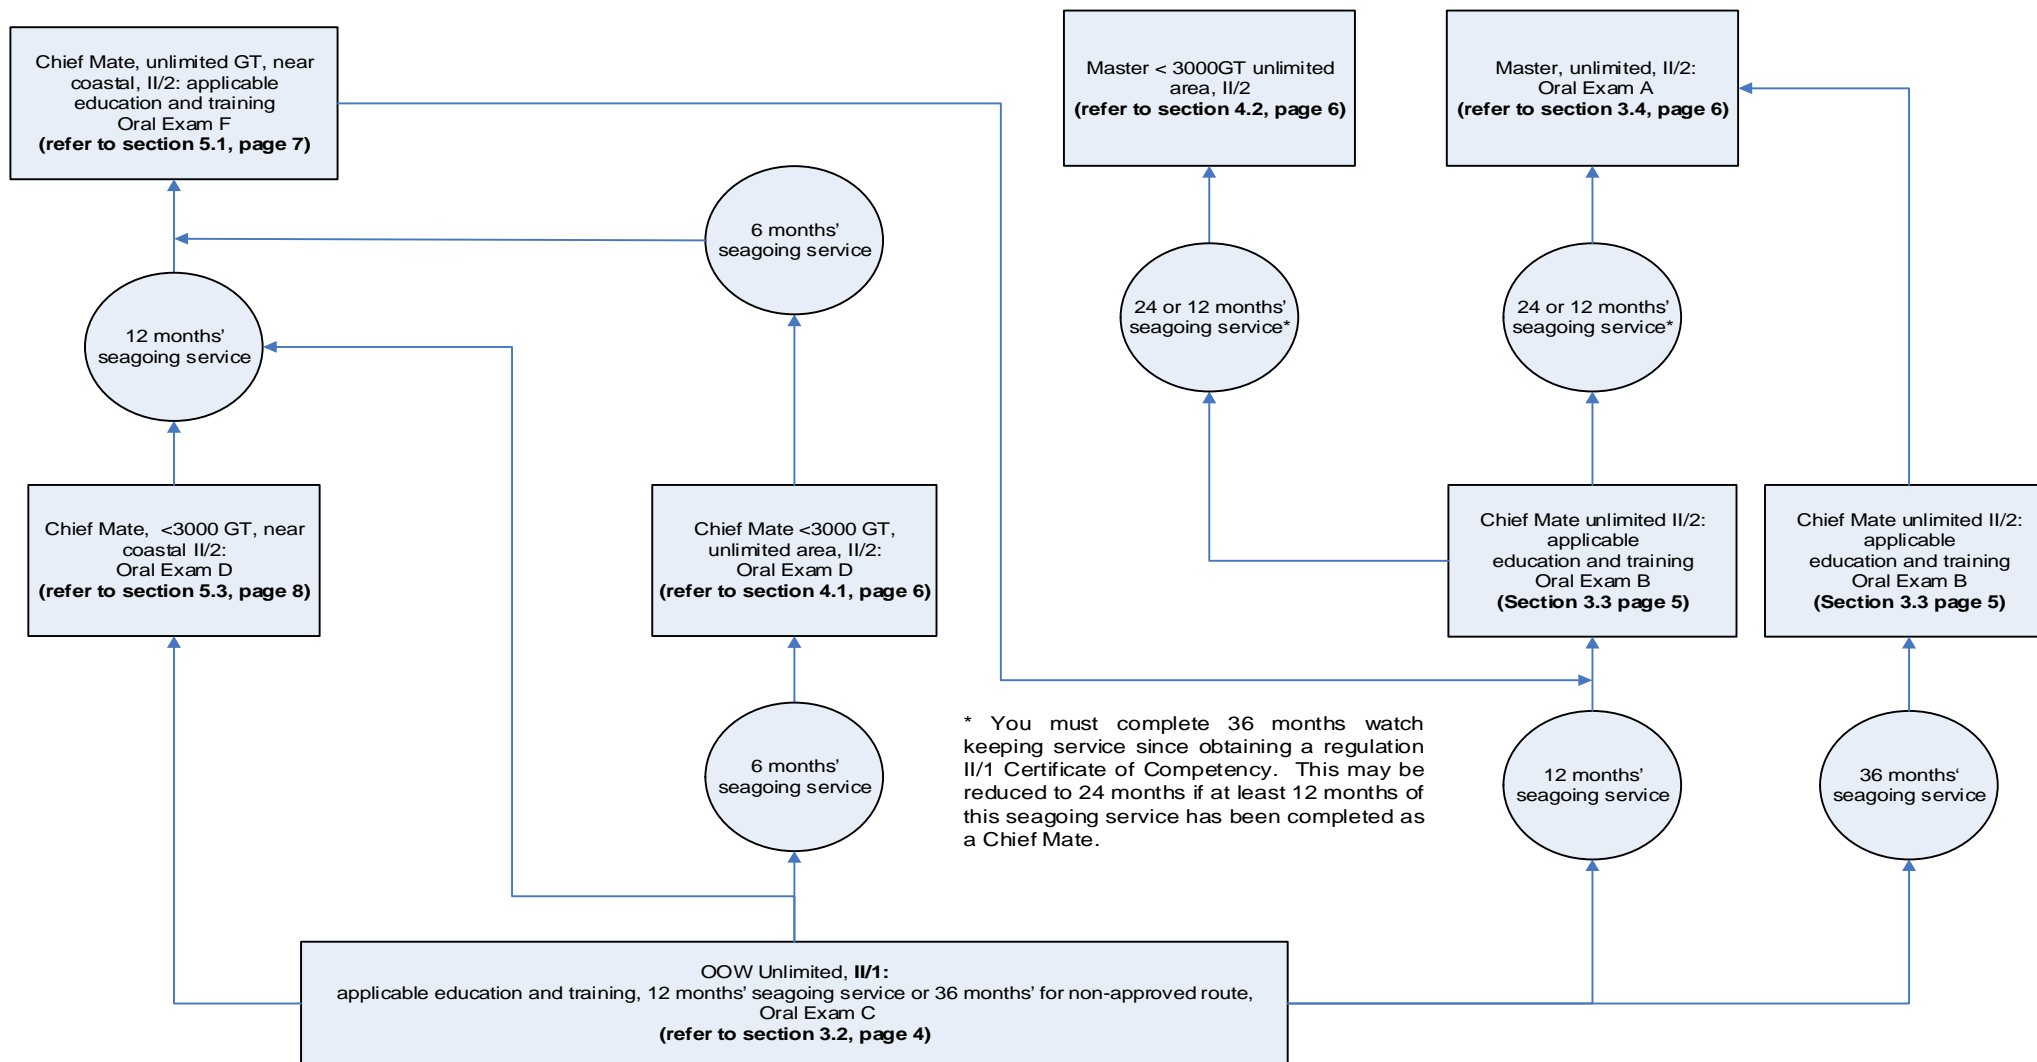 Chief Mate, unlimited GT, near
coastal, II/2: applicable
education and training
Oral Exam F
(refer to section 5.1, page 7)
Master < 3000GT unlimited
area, II/2
(refer to section 4.2, page 6)
Master, unlimited, II/2:
Oral Exam A
(refer to section 3.4, page 6)
6 months’
seagoing service
12 months’
seagoing service
24 or 12 months’
seagoing service*
24 or 12 months’
seagoing service*
Chief Mate, <3000 GT, near
coastal II/2:
Oral Exam D
(refer to section 5.3, page 8)
Chief Mate <3000 GT,
unlimited area, II/2:
Oral Exam D
(refer to section 4.1, page 6)
Chief Mate unlimited II/2:
applicable
education and training
Oral Exam B
(Section 3.3 page 5)
Chief Mate unlimited II/2:
applicable
education and training
Oral Exam B
(Section 3.3 page 5)
6 months’
seagoing service
* You must complete 36 months watch
keeping service since obtaining a regulation
II/1 Certificate of Competency. This may be
reduced to 24 months if at least 12 months of
this seagoing service has been completed as
a Chief Mate.
12 months’
seagoing service
36 months‘
seagoing service
OOW Unlimited, II/1:
applicable education and training, 12 months’ seagoing service or 36 months’ for non-approved route,
Oral Exam C
(refer to section 3.2, page 4)